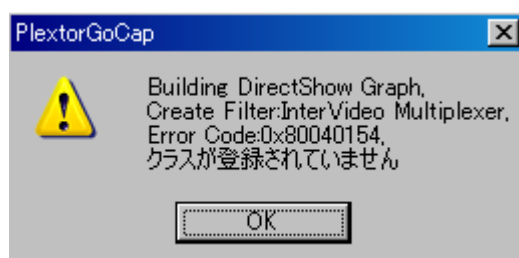 PlextorGoCap
Building DirectShow Graph,
Create Filter:InterVideo Multiplexer,
Error Code:0x80040154,
クラスが登録されていません
OK